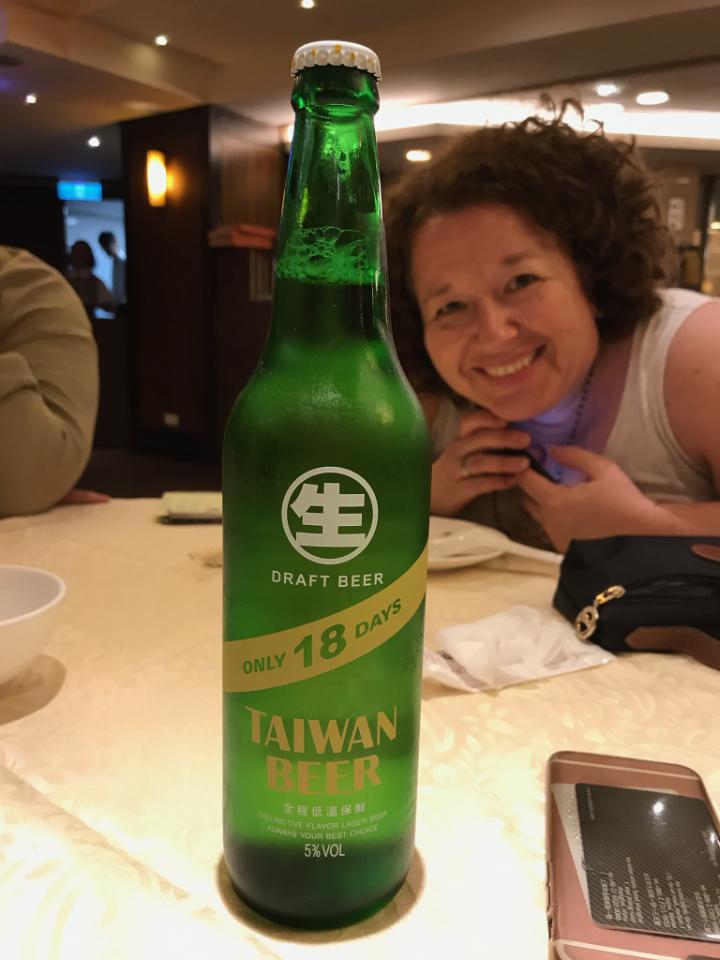 生
DRAFT BEER
ONLY 18 DAYS
TAIWAN
BEER
全程低溫保鮮
DISTINCTIVE FLAVOR LAGER BEER
ALWAYS YOUR BEST CHOICE
5% VOL